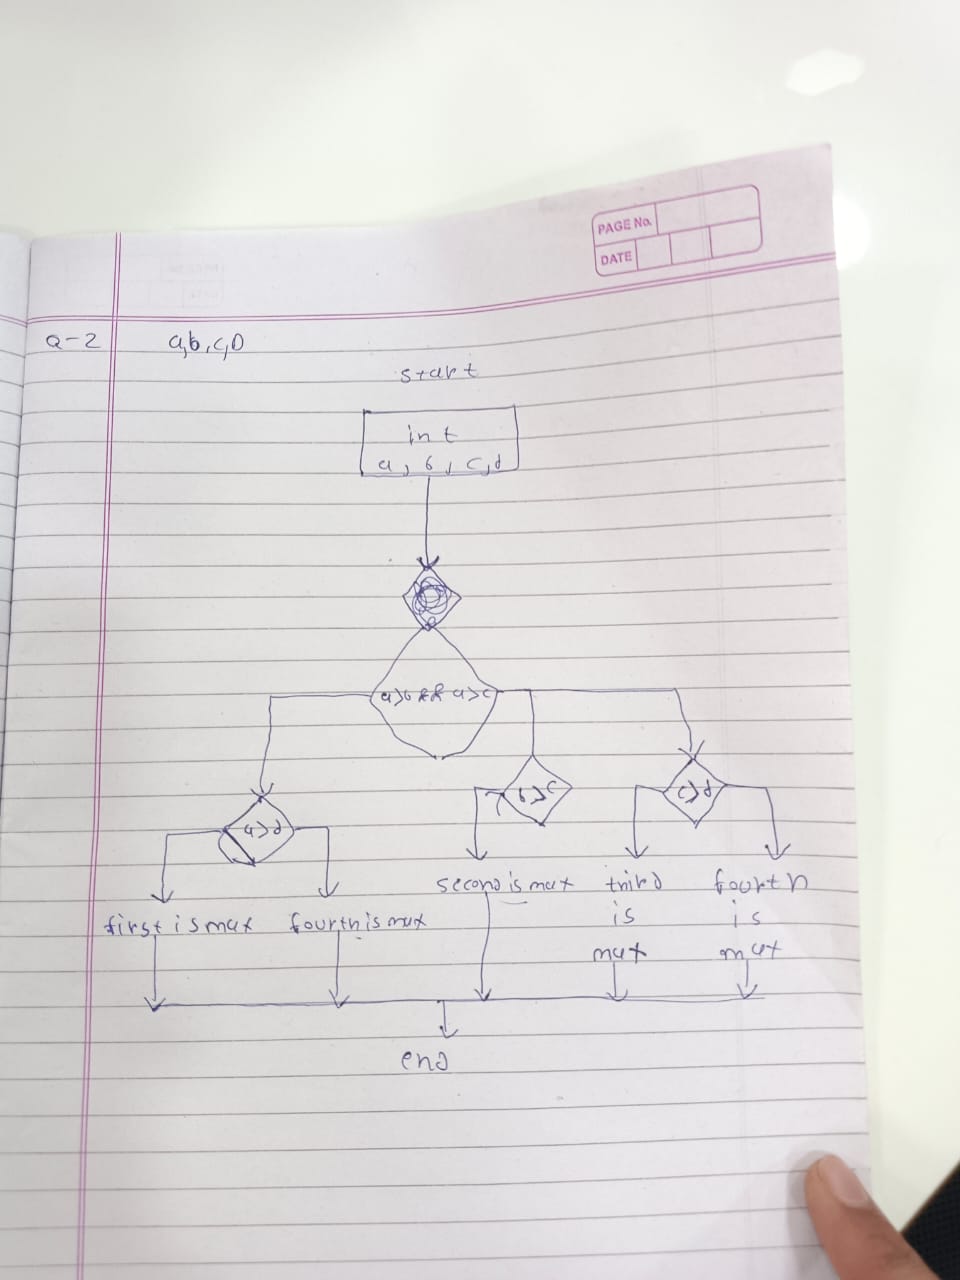 PAGE No.
DATE
Q-2 a,b,c,D
start
int
a, b, c,d
a>b && a>c
b>c
c>d
a>d
second is max
third
is
max
fourth
is
max
first is max
fourth is max
end